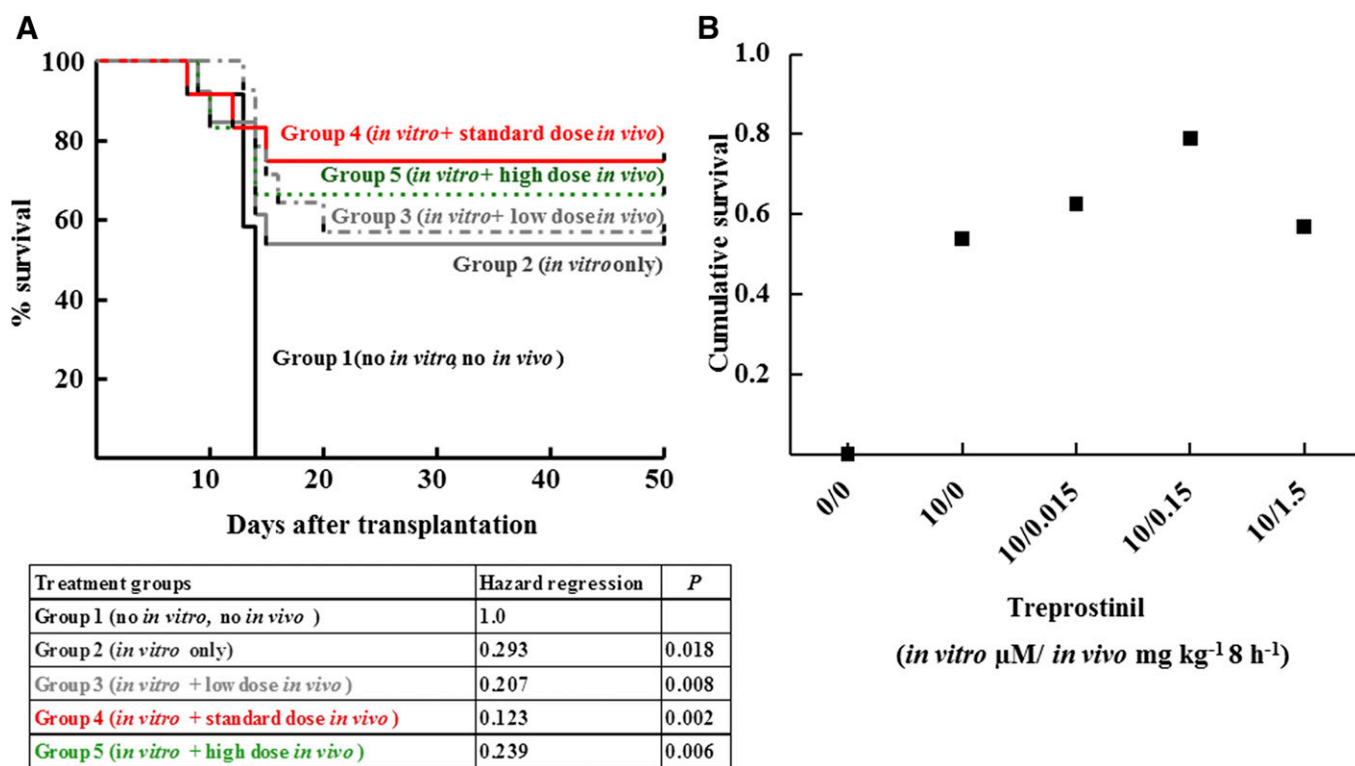 A
B
100
80
60
40
20
% survival
Group 4 (in vitro + standard dose in vivo)
Group 5 (in vitro + high dose in vivo)
Group 3 (in vitro + low dose in vivo)
Group 2 (in vitro only)
Group 1 (no in vitro, no in vivo )
10
20
30
40
50
Days after transplantation
1.0
0.8
0.6
0.4
0.2
Cumulative survival
0/0
10/0
10/0.015
10/0.15
10/1.5
Treprostinil
(in vitro µM/ in vivo mg kg-1 8 h-1)
Treatment groups Hazard regression P
Group 1 (no in vitro, no in vivo ) 1.0
Group 2 (in vitro only) 0.293 0.018
Group 3 (in vitro + low dose in vivo ) 0.207 0.008
Group 4 (in vitro + standard dose in vivo ) 0.123 0.002
Group 5 (in vitro + high dose in vivo ) 0.239 0.006